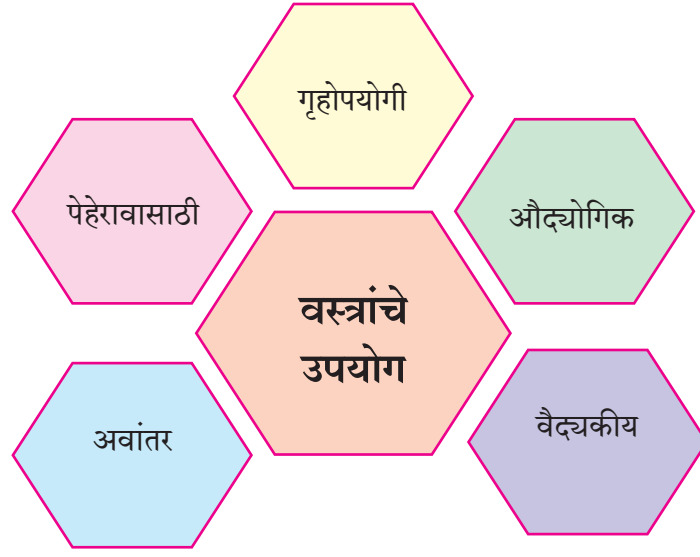 गृहोपयोगी
पेहेरावासाठी
औद्योगिक
वस्त्रांचे
उपयोग
अवांतर
वैद्यकीय